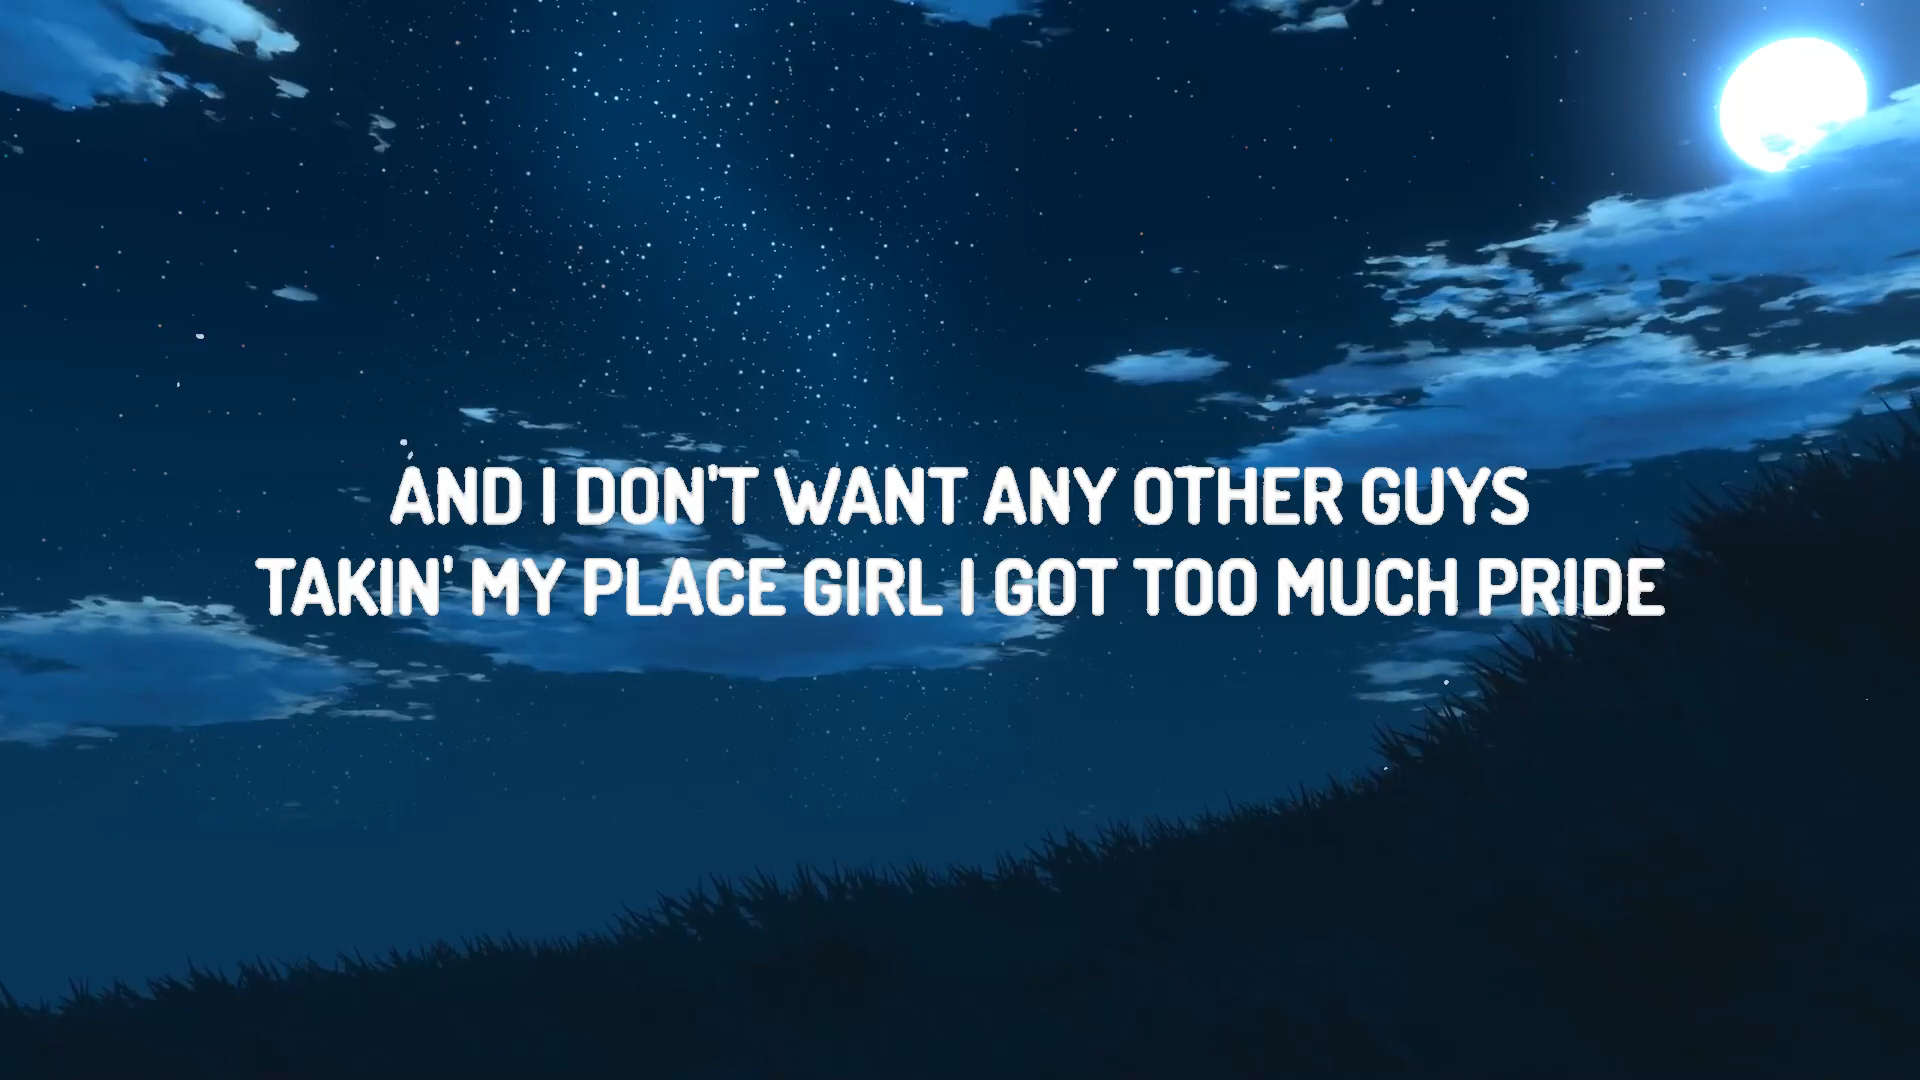 AND I DON'T WANT ANY OTHER GUYS
TAKIN' MY PLACE GIRL I GOT TOO MUCH PRIDE